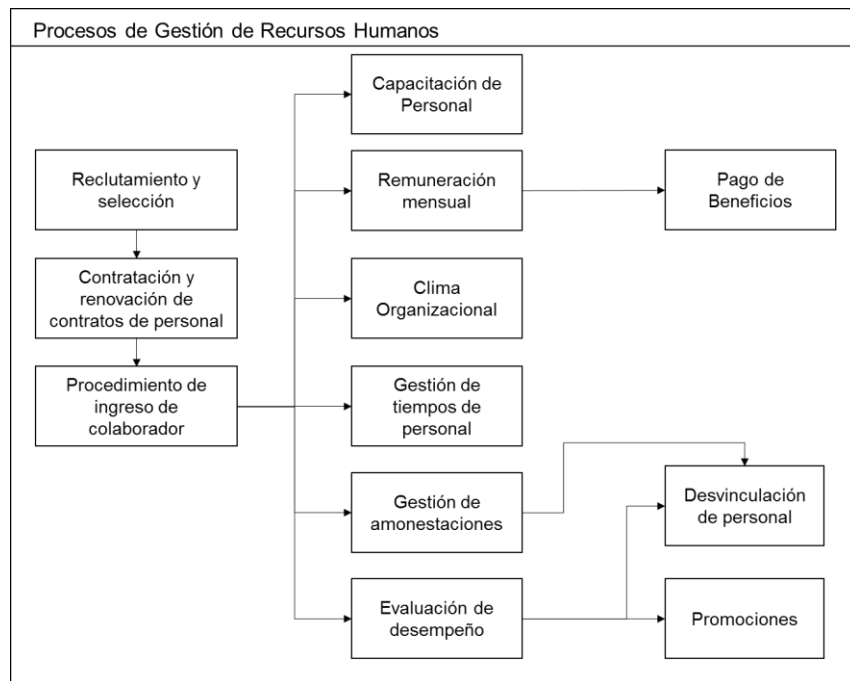 Procesos de Gestión de Recursos Humanos
Capacitación de
Personal
Reclutamiento y
selección
Remuneración
mensual
Pago de
Beneficios
Contratación y
renovación de
contratos de personal
Clima
Organizacional
Procedimiento de
ingreso de
colaborador
Gestión de
tiempos de
personal
Gestión de
amonestaciones
Desvinculación
de personal
Evaluación de
desempeño
Promociones